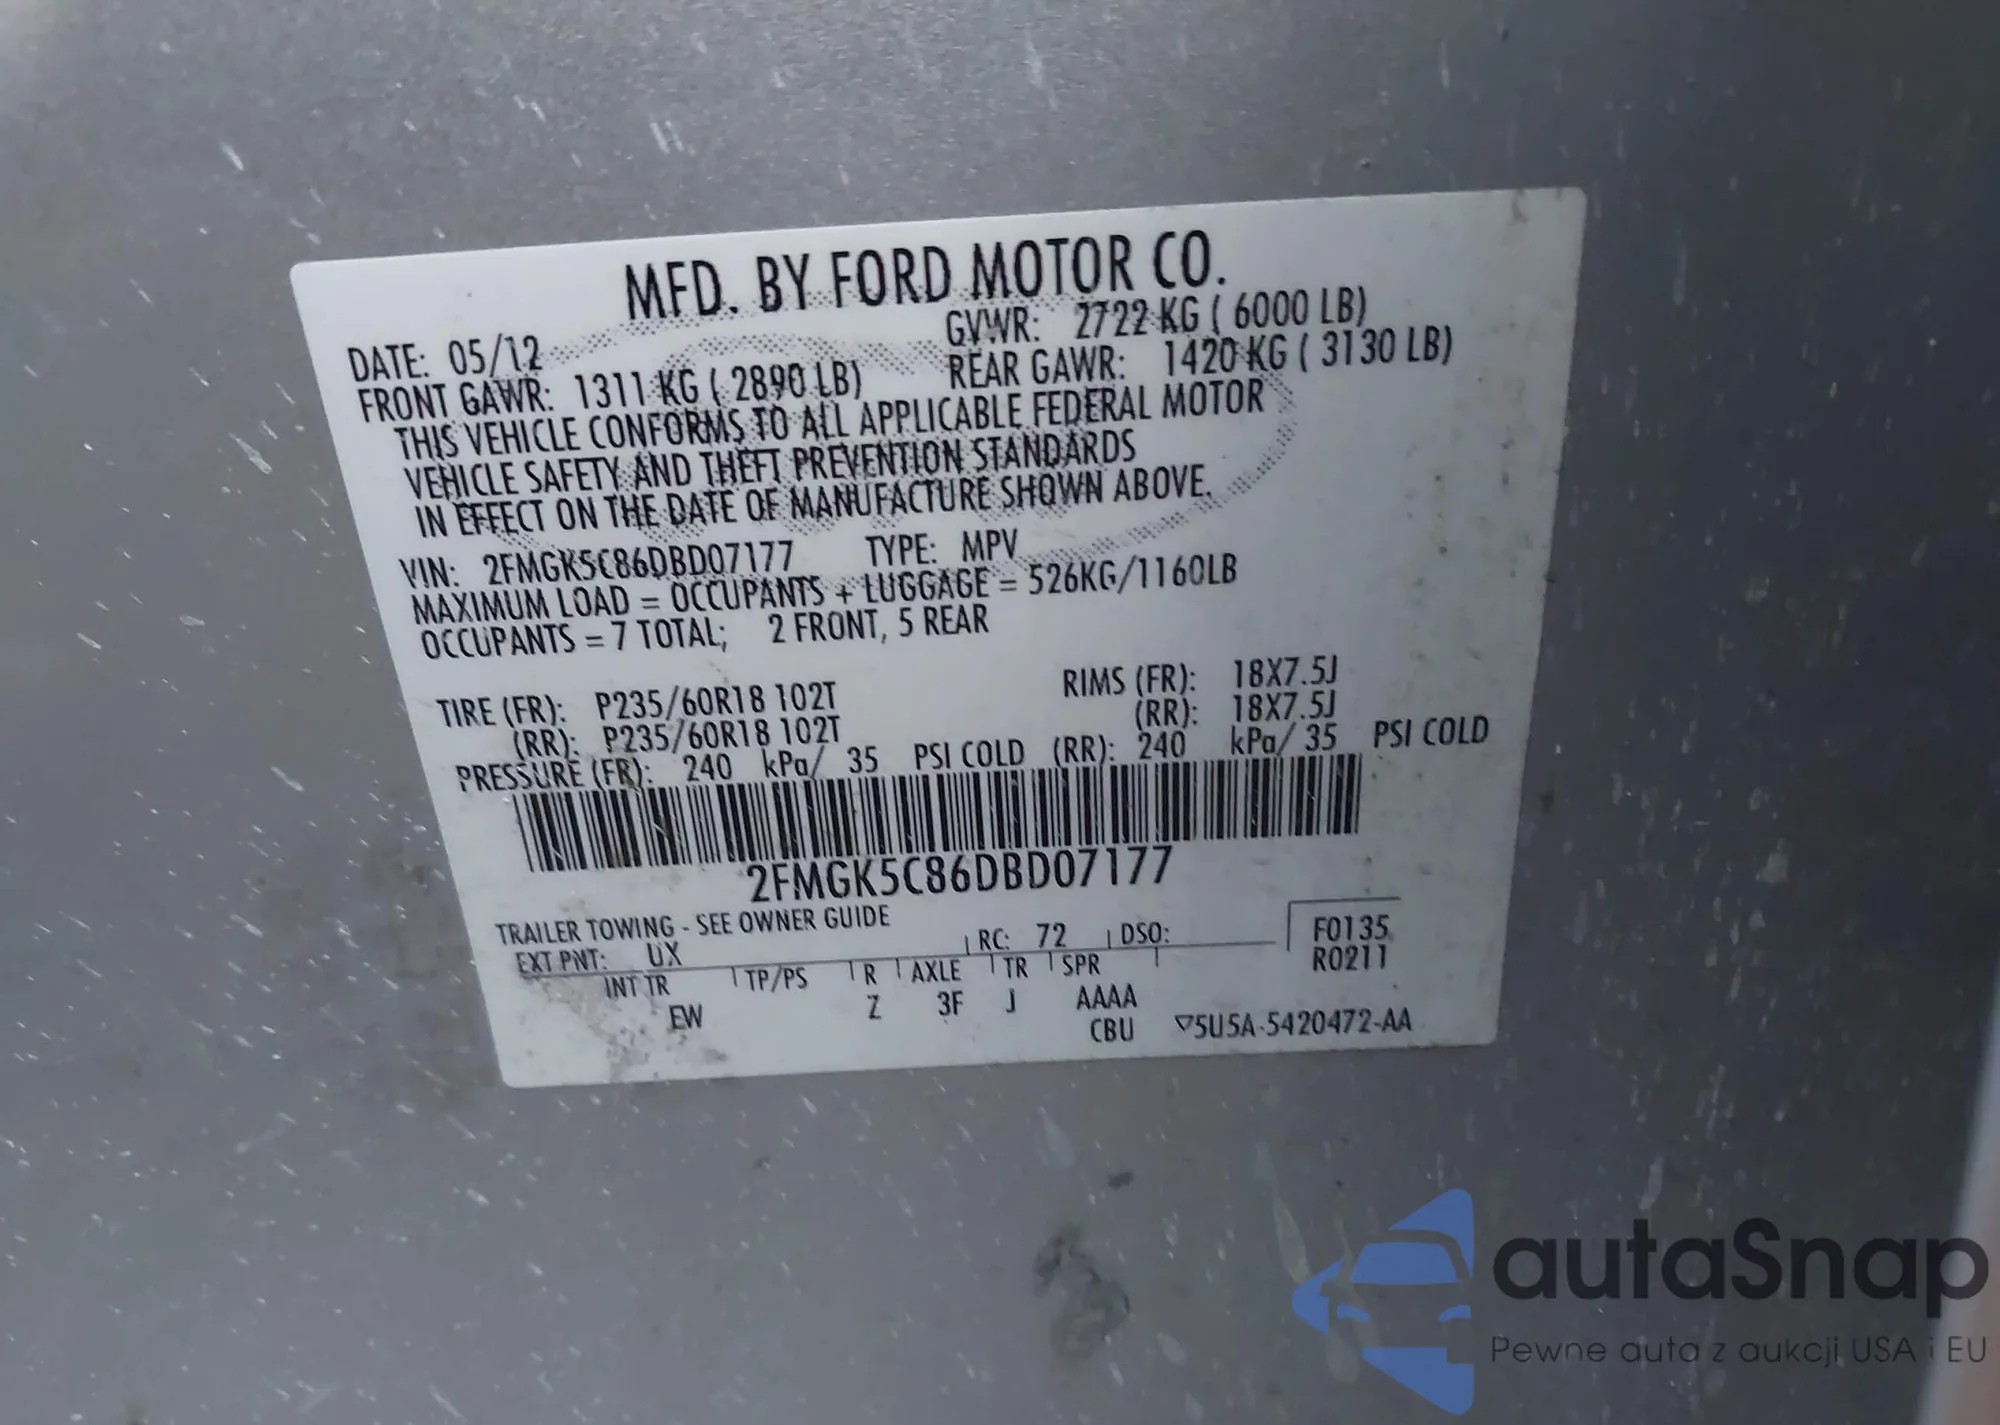 MFD. BY FORD MOTOR CO.
DATE: 05/12 GVWR: 2722 KG ( 6000 LB)
FRONT GAWR: 1311 KG ( 2890 LB) REAR GAWR: 1420 KG ( 3130 LB)
THIS VEHICLE CONFORMS TO ALL APPLICABLE FEDERAL MOTOR
VEHICLE SAFETY AND THEFT PREVENTION STANDARDS
IN EFFECT ON THE DATE OF MANUFACTURE SHOWN ABOVE.
VIN: 2FMGK5C86DBD07177 TYPE: MPV
MAXIMUM LOAD = OCCUPANTS + LUGGAGE = 526KG/1160LB
OCCUPANTS = 7 TOTAL; 2 FRONT, 5 REAR
TIRE (FR): P235/60R18 102T RIMS (FR): 18X7.5J
(RR): P235/60R18 102T (RR): 18X7.5J
PRESSURE (FR): 240 kPa/ 35 PSI COLD (RR): 240 kPa/ 35 PSI COLD
2FMGK5C86DBD07177
TRAILER TOWING - SEE OWNER GUIDE
EXT PNT: UX RC: 72 DSO: F0135
R0211
INT TR TP/PS R AXLE TR SPR
EW Z 3F J AAAA
CBU ▽5U5A-5420472-AA
autaSnap
Pewne auta z aukcji USA i EU